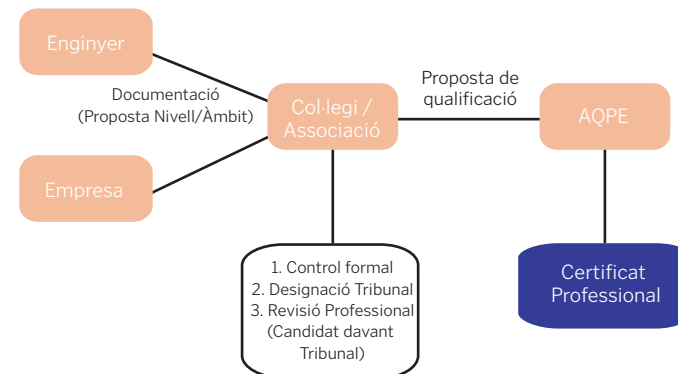 Enginyer
Documentació
(Proposta Nivell/Àmbit)
Empresa
Col·legi /
Associació
Proposta de
qualificació
AQPE
1. Control formal
2. Designació Tribunal
3. Revisió Professional
(Candidat davant
Tribunal)
Certificat
Professional